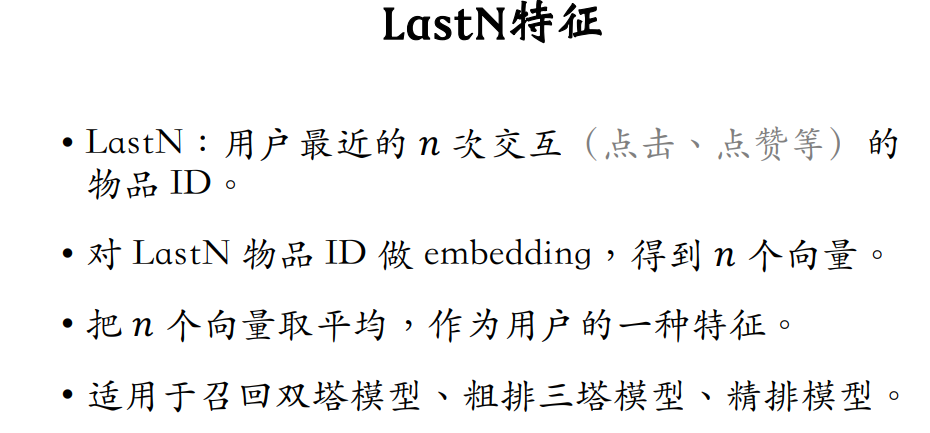 LastN特征
• LastN：用户最近的 n 次交互（点击、点赞等）的
物品 ID。
• 对 LastN 物品 ID 做 embedding，得到 n 个向量。
• 把 n 个向量取平均，作为用户的一种特征。
• 适用于召回双塔模型、粗排三塔模型、精排模型。